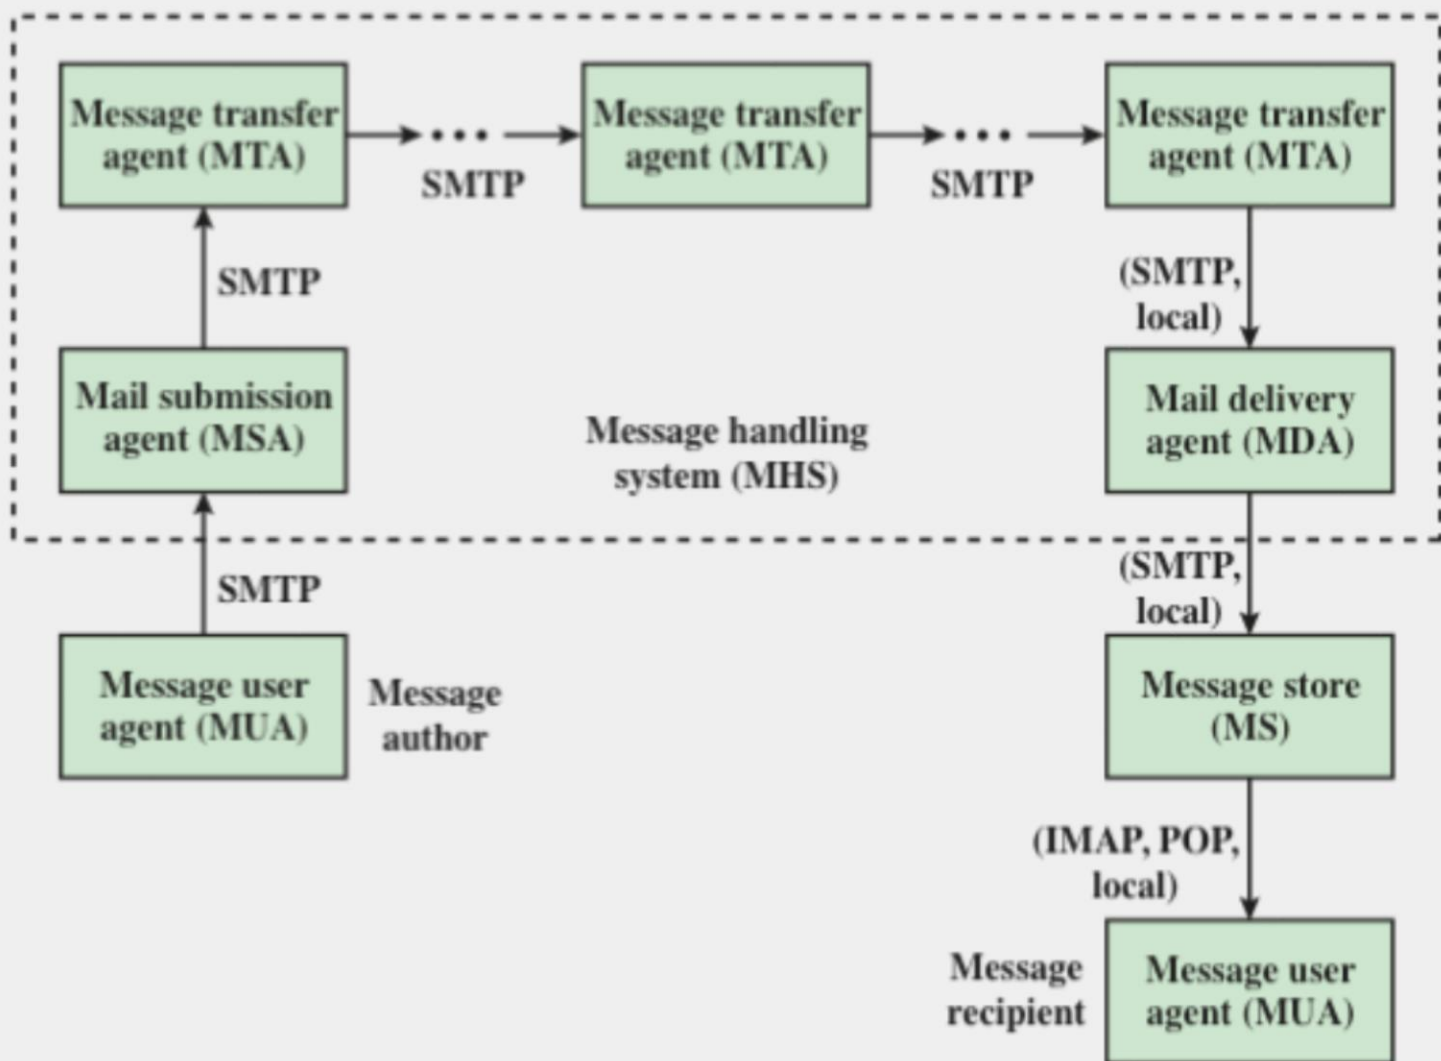 Message transfer
agent (MTA)
SMTP
Message transfer
agent (MTA)
SMTP
Message transfer
agent (MTA)
SMTP
(SMTP,
local)
Mail submission
agent (MSA)
Message handling
system (MHS)
Mail delivery
agent (MDA)
SMTP
(SMTP,
local)
Message user
agent (MUA)
Message
author
Message store
(MS)
(IMAP, POP,
local)
Message
recipient
Message user
agent (MUA)